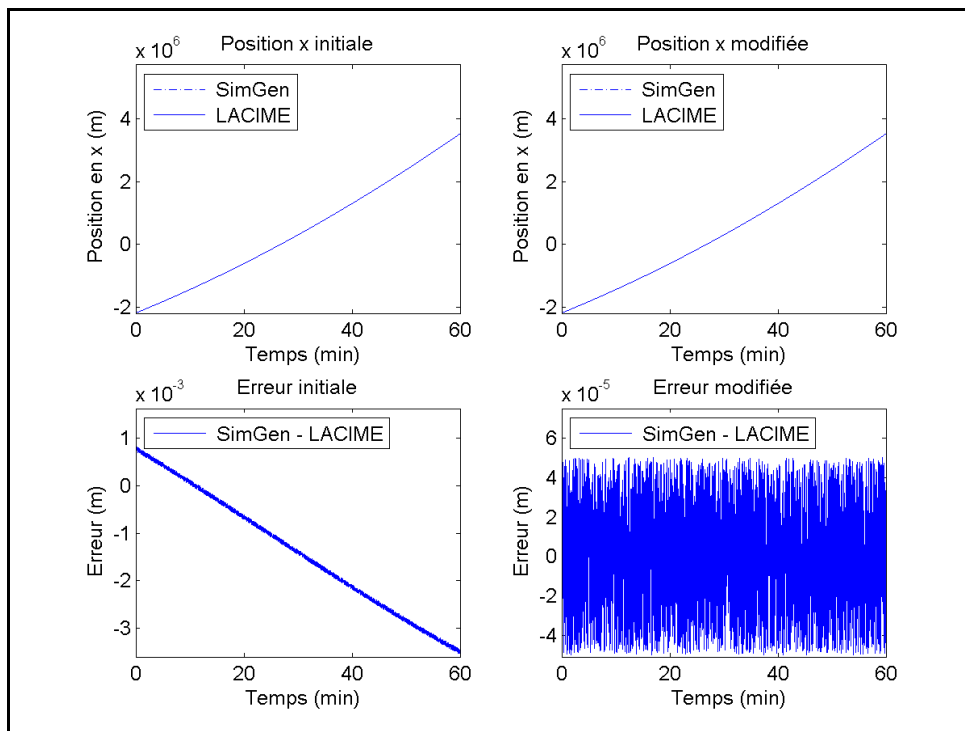 x 10^6
Position x initiale
SimGen
LACIME
4
2
0
-2
Position en x (m)
0
20
40
60
Temps (min)
x 10^6
Position x modifiée
SimGen
LACIME
4
2
0
-2
Position en x (m)
0
20
40
60
Temps (min)
x 10^-3
Erreur initiale
SimGen - LACIME
1
0
-1
-2
-3
Erreur (m)
0
20
40
60
Temps (min)
x 10^-5
Erreur modifiée
SimGen - LACIME
6
4
2
0
-2
-4
Erreur (m)
0
20
40
60
Temps (min)